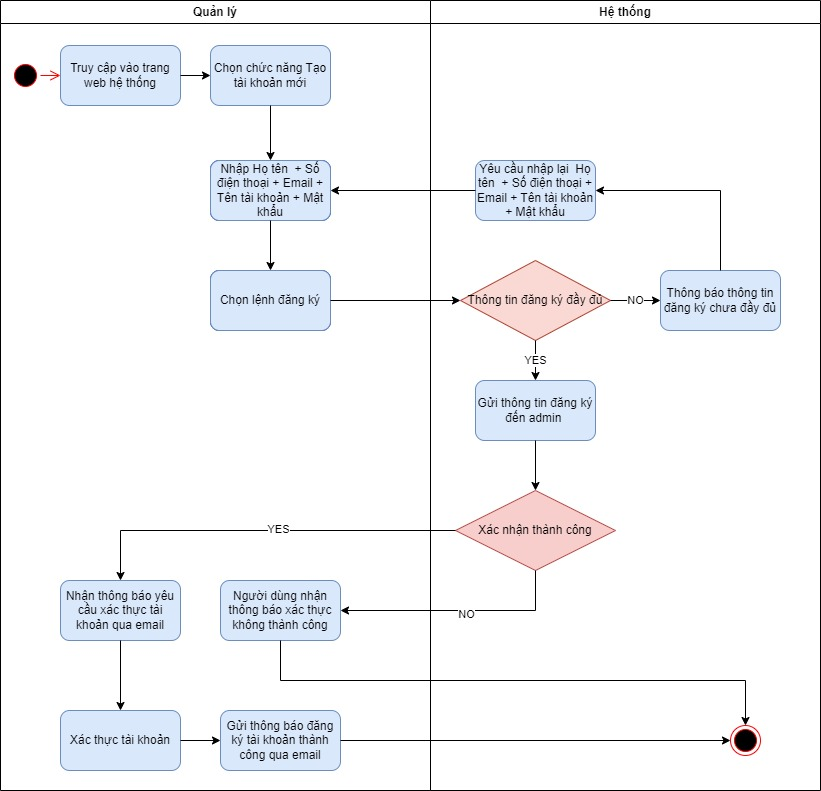 Quản lý
Hệ thống
Truy cập vào trang
web hệ thống
Chọn chức năng Tạo
tài khoản mới
Nhập Họ tên + Số
điện thoại + Email +
Tên tài khoản + Mật
khẩu
Yêu cầu nhập lại Họ
tên + Số điện thoại +
Email + Tên tài khoản
+ Mật khẩu
Chọn lệnh đăng ký
Thông tin đăng ký đầy đủ
NO
Thông báo thông tin
đăng ký chưa đầy đủ
YES
Gửi thông tin đăng ký
đến admin
Xác nhận thành công
YES
NO
Nhận thông báo yêu
cầu xác thực tài
khoản qua email
Người dùng nhận
thông báo xác thực
không thành công
Xác thực tài khoản
Gửi thông báo đăng
ký tài khoản thành
công qua email